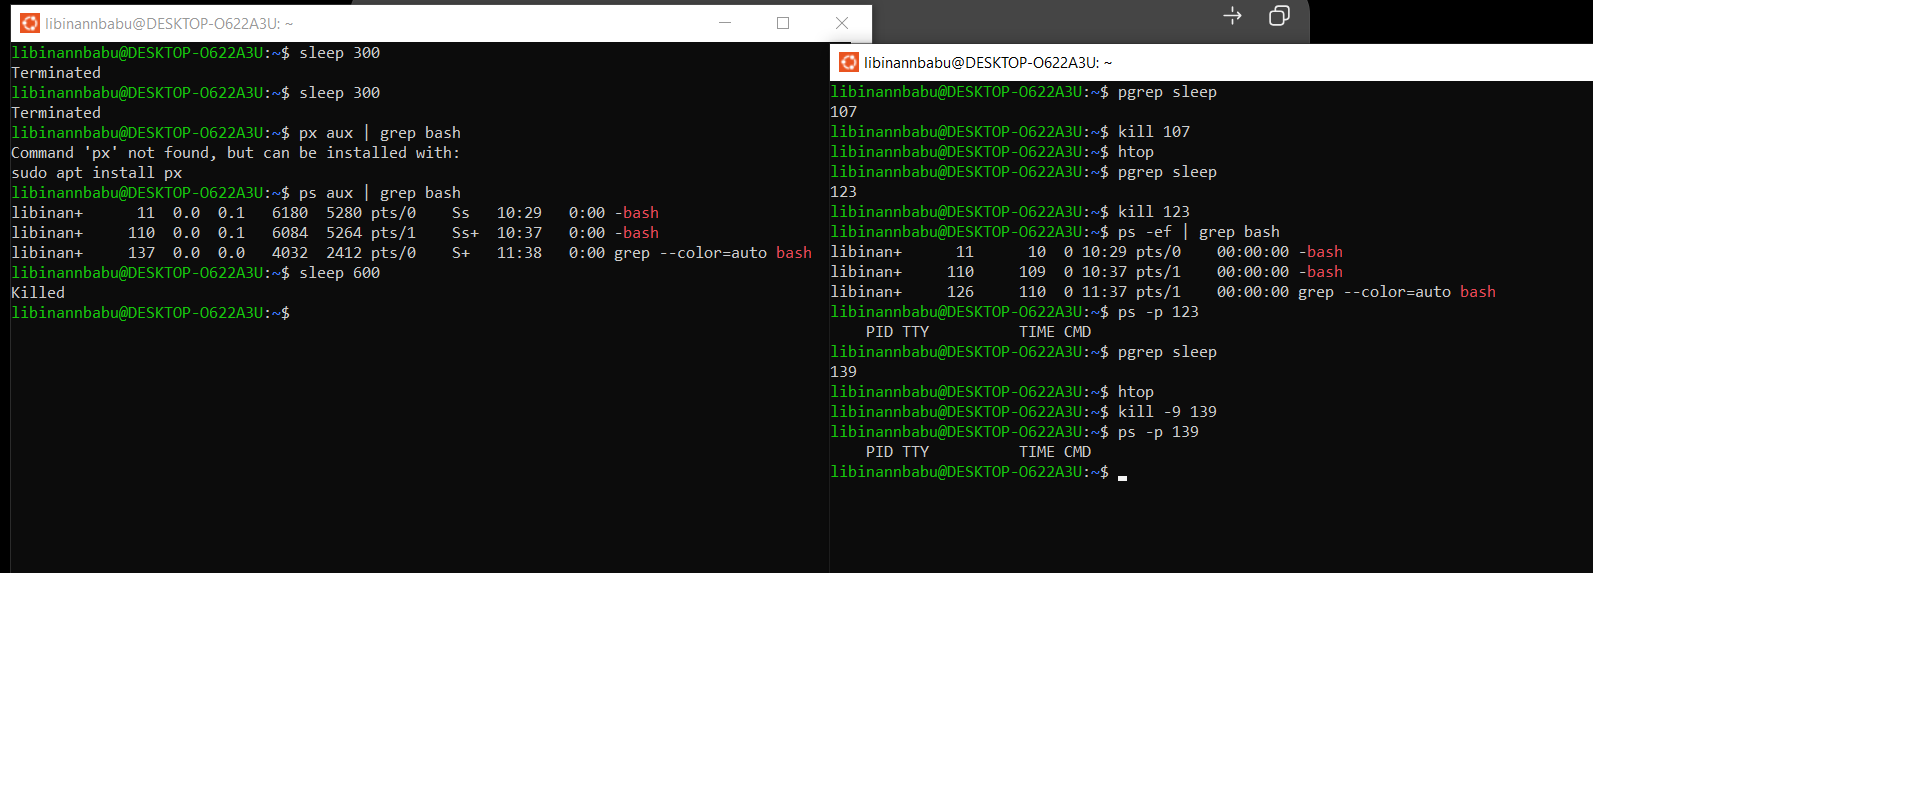 libinannbabu@DESKTOP-O622A3U: ~
libinannbabu@DESKTOP-O622A3U:~$ sleep 300
Terminated
libinannbabu@DESKTOP-O622A3U:~$ sleep 300
Terminated
libinannbabu@DESKTOP-O622A3U:~$ px aux | grep bash
Command 'px' not found, but can be installed with:
sudo apt install px
libinannbabu@DESKTOP-O622A3U:~$ ps aux | grep bash
libinan+      11  0.0  0.1   6180  5280 pts/0    Ss   10:29   0:00 -bash
libinan+     110  0.0  0.1   6084  5264 pts/1    Ss+  10:37   0:00 -bash
libinan+     137  0.0  0.0   4032  2412 pts/0    S+   11:38   0:00 grep --color=auto bash
libinannbabu@DESKTOP-O622A3U:~$ sleep 600
Killed
libinannbabu@DESKTOP-O622A3U:~$
libinannbabu@DESKTOP-O622A3U: ~
libinannbabu@DESKTOP-O622A3U:~$ pgrep sleep
107
libinannbabu@DESKTOP-O622A3U:~$ kill 107
libinannbabu@DESKTOP-O622A3U:~$ htop
libinannbabu@DESKTOP-O622A3U:~$ pgrep sleep
123
libinannbabu@DESKTOP-O622A3U:~$ kill 123
libinannbabu@DESKTOP-O622A3U:~$ ps -ef | grep bash
libinan+      11      10  0 10:29 pts/0    00:00:00 -bash
libinan+     110     109  0 10:37 pts/1    00:00:00 -bash
libinan+     126     110  0 11:37 pts/1    00:00:00 grep --color=auto bash
libinannbabu@DESKTOP-O622A3U:~$ ps -p 123
    PID TTY          TIME CMD
libinannbabu@DESKTOP-O622A3U:~$ pgrep sleep
139
libinannbabu@DESKTOP-O622A3U:~$ htop
libinannbabu@DESKTOP-O622A3U:~$ kill -9 139
libinannbabu@DESKTOP-O622A3U:~$ ps -p 139
    PID TTY          TIME CMD
libinannbabu@DESKTOP-O622A3U:~$